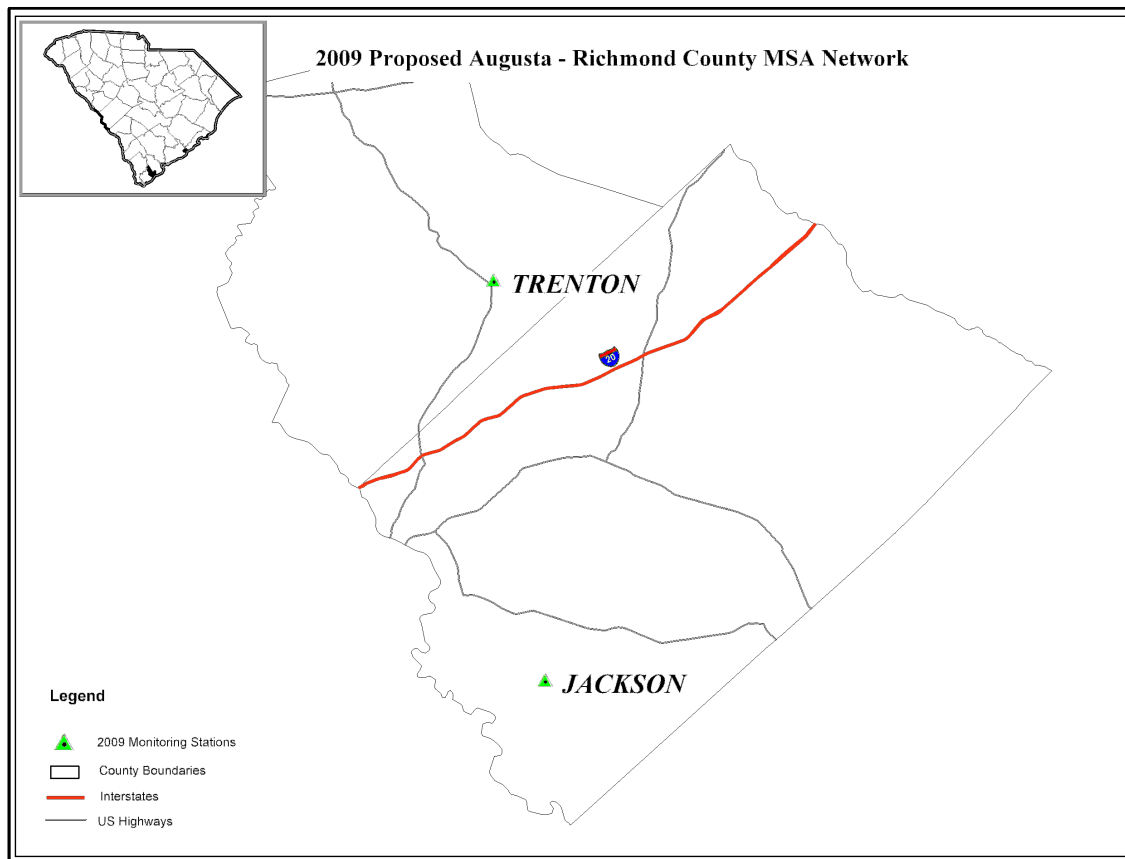 2009 Proposed Augusta - Richmond County MSA Network
TRENTON
20
JACKSON
Legend
2009 Monitoring Stations
County Boundaries
Interstates
US Highways